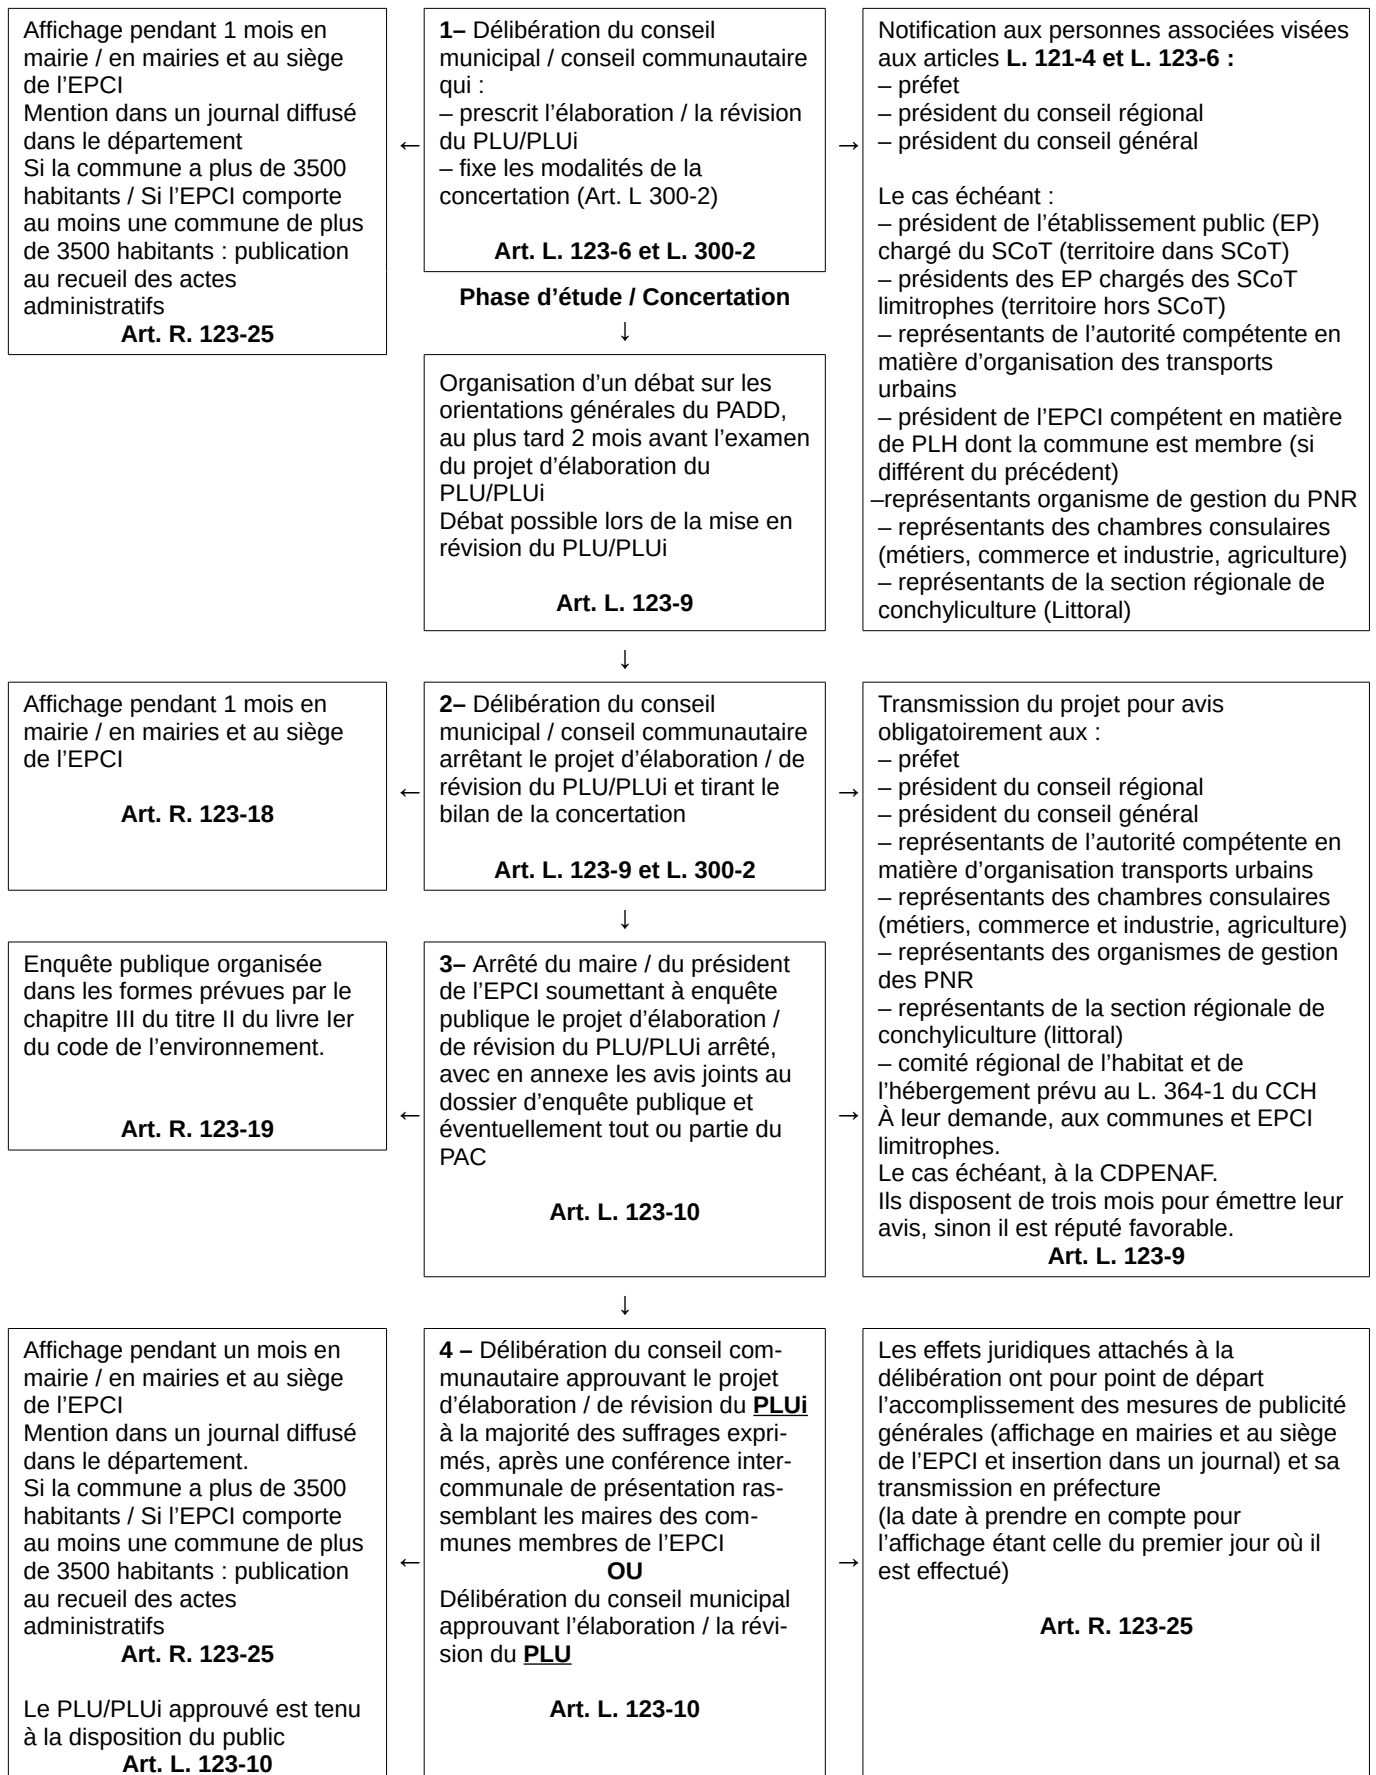 Affichage pendant 1 mois en
mairie / en mairies et au siège
de l'EPCI
Mention dans un journal diffusé
dans le département
Si la commune a plus de 3500
habitants / Si l'EPCI comporte
au moins une commune de plus
de 3500 habitants : publication
au recueil des actes
administratifs
Art. R. 123-25
←
1– Délibération du conseil
municipal / conseil communautaire
qui :
– prescrit l'élaboration / la révision
du PLU/PLUi
– fixe les modalités de la
concertation (Art. L 300-2)
Art. L. 123-6 et L. 300-2
→
Notification aux personnes associées visées
aux articles L. 121-4 et L. 123-6 :
– préfet
– président du conseil régional
– président du conseil général
Le cas échéant :
– président de l'établissement public (EP)
chargé du SCoT (territoire dans SCoT)
– présidents des EP chargés des SCoT
limitrophes (territoire hors SCoT)
– représentants de l'autorité compétente en
matière d'organisation des transports
urbains
– président de l'EPCI compétent en matière
de PLH dont la commune est membre (si
différent du précédent)
–représentants organisme de gestion du PNR
– représentants des chambres consulaires
(métiers, commerce et industrie, agriculture)
– représentants de la section régionale de
conchyliculture (Littoral)
Phase d'étude / Concertation
↓
Organisation d'un débat sur les
orientations générales du PADD,
au plus tard 2 mois avant l'examen
du projet d'élaboration du
PLU/PLUi
Débat possible lors de la mise en
révision du PLU/PLUi
Art. L. 123-9
↓
Affichage pendant 1 mois en
mairie / en mairies et au siège
de l'EPCI
Art. R. 123-18
←
2– Délibération du conseil
municipal / conseil communautaire
arrêtant le projet d'élaboration / de
révision du PLU/PLUi et tirant le
bilan de la concertation
Art. L. 123-9 et L. 300-2
→
Transmission du projet pour avis
obligatoirement aux :
– préfet
– président du conseil régional
– président du conseil général
– représentants de l'autorité compétente en
matière d'organisation transports urbains
– représentants des chambres consulaires
(métiers, commerce et industrie, agriculture)
– représentants des organismes de gestion
des PNR
– représentants de la section régionale de
conchyliculture (littoral)
– comité régional de l'habitat et de
l'hébergement prévu au L. 364-1 du CCH
À leur demande, aux communes et EPCI
limitrophes.
Le cas échéant, à la CDPENAF.
Ils disposent de trois mois pour émettre leur
avis, sinon il est réputé favorable.
Art. L. 123-9
↓
Enquête publique organisée
dans les formes prévues par le
chapitre III du titre II du livre Ier
du code de l'environnement.
Art. R. 123-19
←
3– Arrêté du maire / du président
de l'EPCI soumettant à enquête
publique le projet d'élaboration /
de révision du PLU/PLUi arrêté,
avec en annexe les avis joints au
dossier d'enquête publique et
éventuellement tout ou partie du
PAC
Art. L. 123-10
→
↓
Affichage pendant un mois en
mairie / en mairies et au siège
de l'EPCI
Mention dans un journal diffusé
dans le département.
Si la commune a plus de 3500
habitants / Si l'EPCI comporte
au moins une commune de plus
de 3500 habitants : publication
au recueil des actes
administratifs
Art. R. 123-25
Le PLU/PLUi approuvé est tenu
à la disposition du public
Art. L. 123-10
←
4 – Délibération du conseil com-
munautaire approuvant le projet
d'élaboration / de révision du PLUi
à la majorité des suffrages expri-
més, après une conférence inter-
communale de présentation ras-
semblant les maires des com-
munes membres de l'EPCI
OU
Délibération du conseil municipal
approuvant l'élaboration / la révi-
sion du PLU
Art. L. 123-10
→
Les effets juridiques attachés à la
délibération ont pour point de départ
l'accomplissement des mesures de publicité
générales (affichage en mairies et au siège
de l'EPCI et insertion dans un journal) et sa
transmission en préfecture
(la date à prendre en compte pour
l'affichage étant celle du premier jour où il
est effectué)
Art. R. 123-25